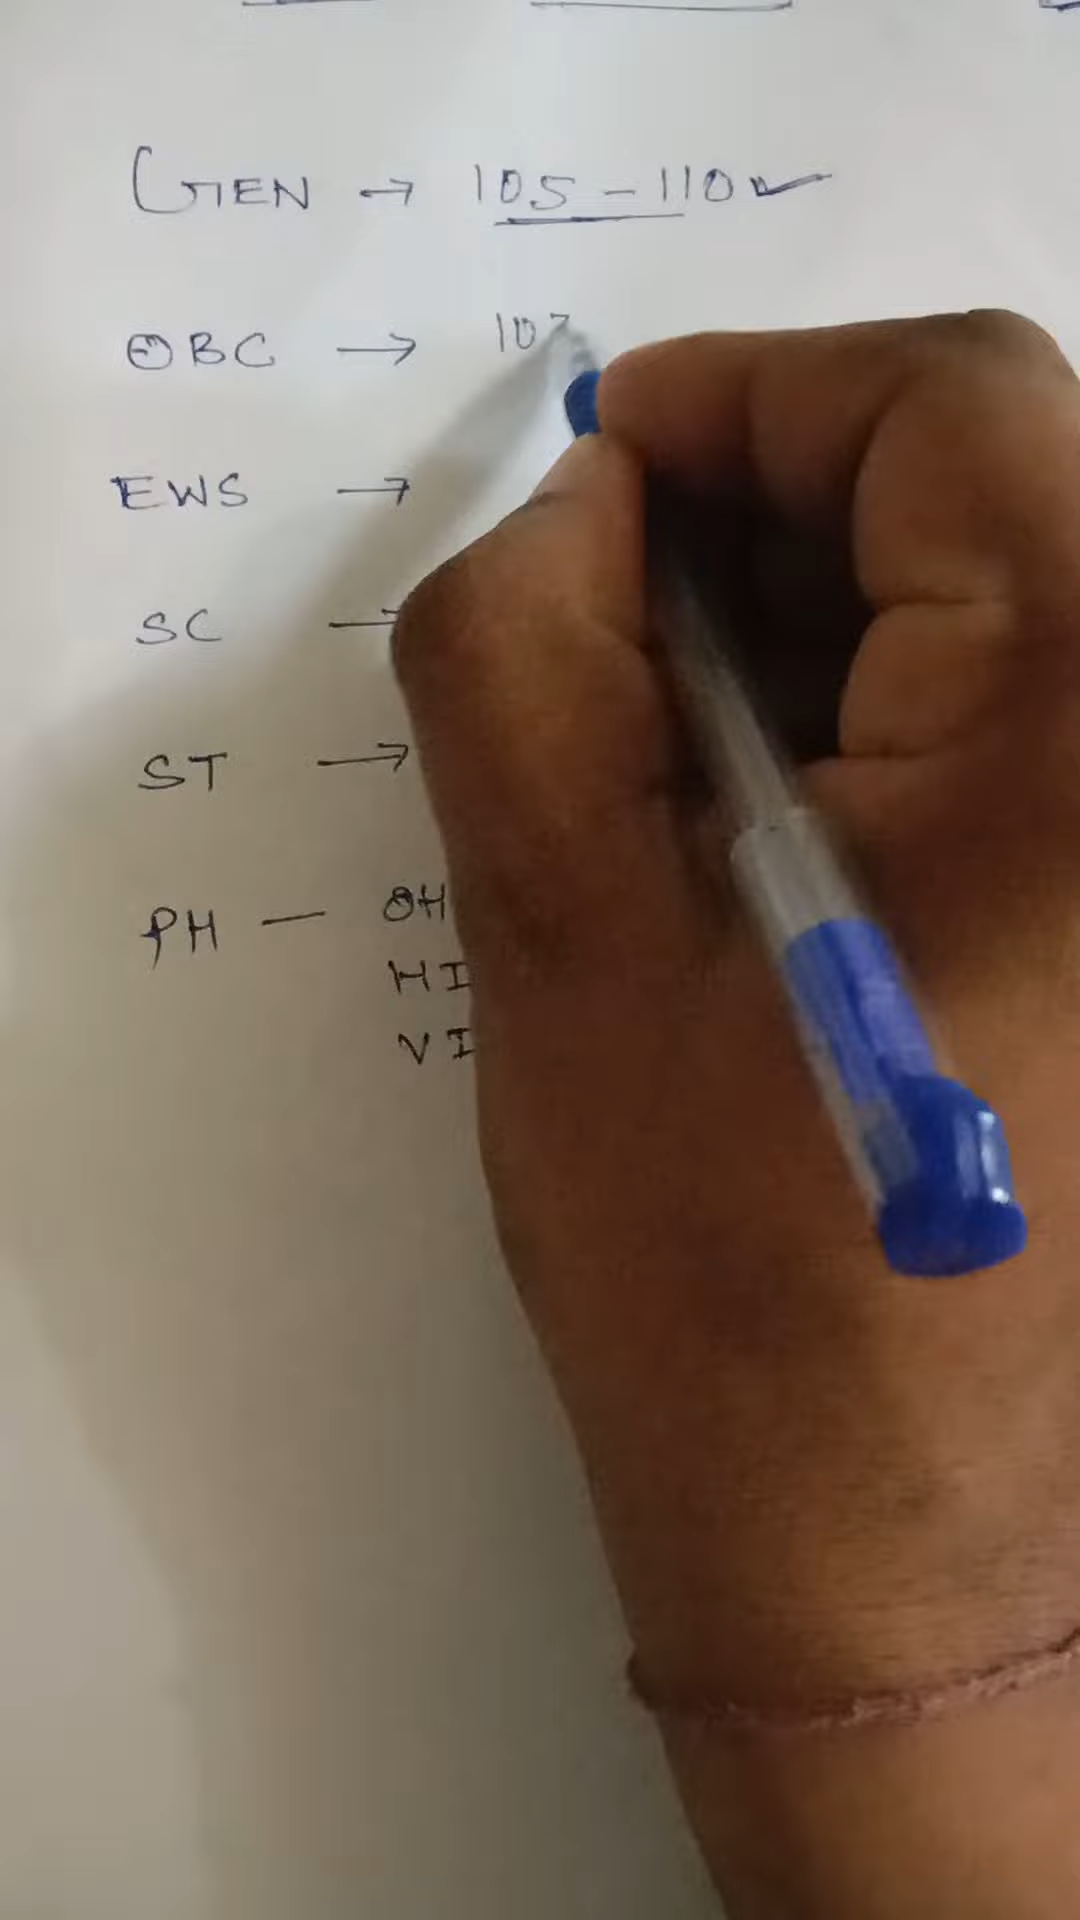 GEN → 105 - 110 ✓
OBC → 10
EWS →
SC →
ST →
PH — OH
HI
VI